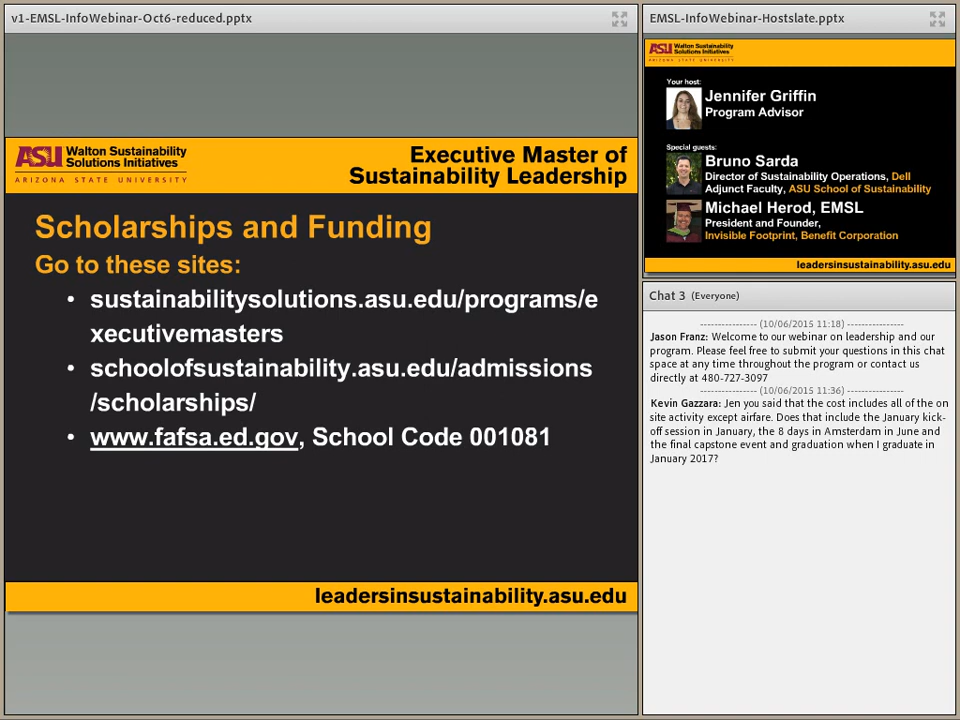 v1-EMSL-InfoWebinar-Oct6-reduced.pptx
ASU Walton Sustainability
Solutions Initiatives
ARIZONA STATE UNIVERSITY
Executive Master of
Sustainability Leadership
Scholarships and Funding
Go to these sites:
• sustainabilitysolutions.asu.edu/programs/e
xecutivemasters
• schoolofsustainability.asu.edu/admissions
/scholarships/
• www.fafsa.ed.gov, School Code 001081
leadersinsustainability.asu.edu
EMSL-InfoWebinar-Hostslate.pptx
ASU Walton Sustainability
Solutions Initiatives
ARIZONA STATE UNIVERSITY
Your host:
Jennifer Griffin
Program Advisor
Special guests:
Bruno Sarda
Director of Sustainability Operations, Dell
Adjunct Faculty, ASU School of Sustainability
Michael Herod, EMSL
President and Founder,
Invisible Footprint, Benefit Corporation
leadersinsustainability.asu.edu
Chat 3 (Everyone)
---------------- (10/06/2015 11:18) ----------------
Jason Franz: Welcome to our webinar on leadership and our
program. Please feel free to submit your questions in this chat
space at any time throughout the program or contact us
directly at 480-727-3097
---------------- (10/06/2015 11:36) ----------------
Kevin Gazzara: Jen you said that the cost includes all of the on
site activity except airfare. Does that include the January kick-
off session in January, the 8 days in Amsterdam in June and
the final capstone event and graduation when I graduate in
January 2017?